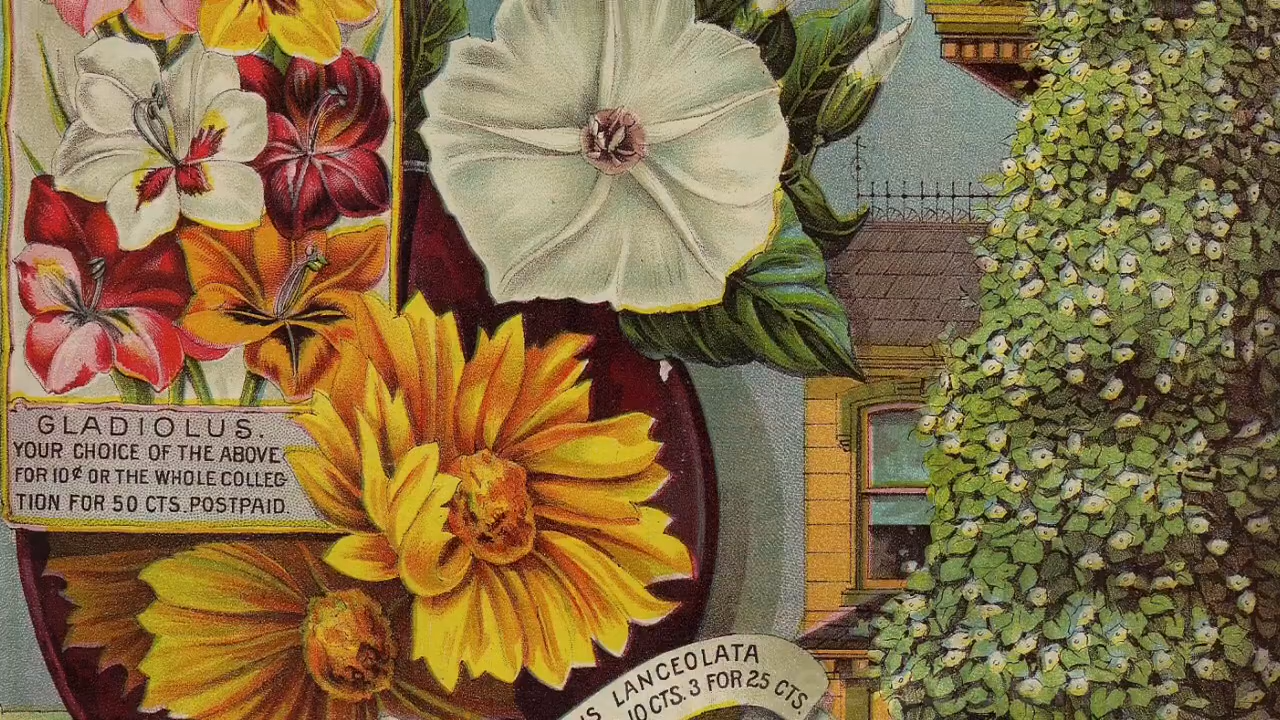 GLADIOLUS.
YOUR CHOICE OF THE ABOVE
FOR 10¢ OR THE WHOLE COLLEC-
TION FOR 50 CTS. POSTPAID.
LANCEOLATA
10 CTS. 3 FOR 25 CTS.